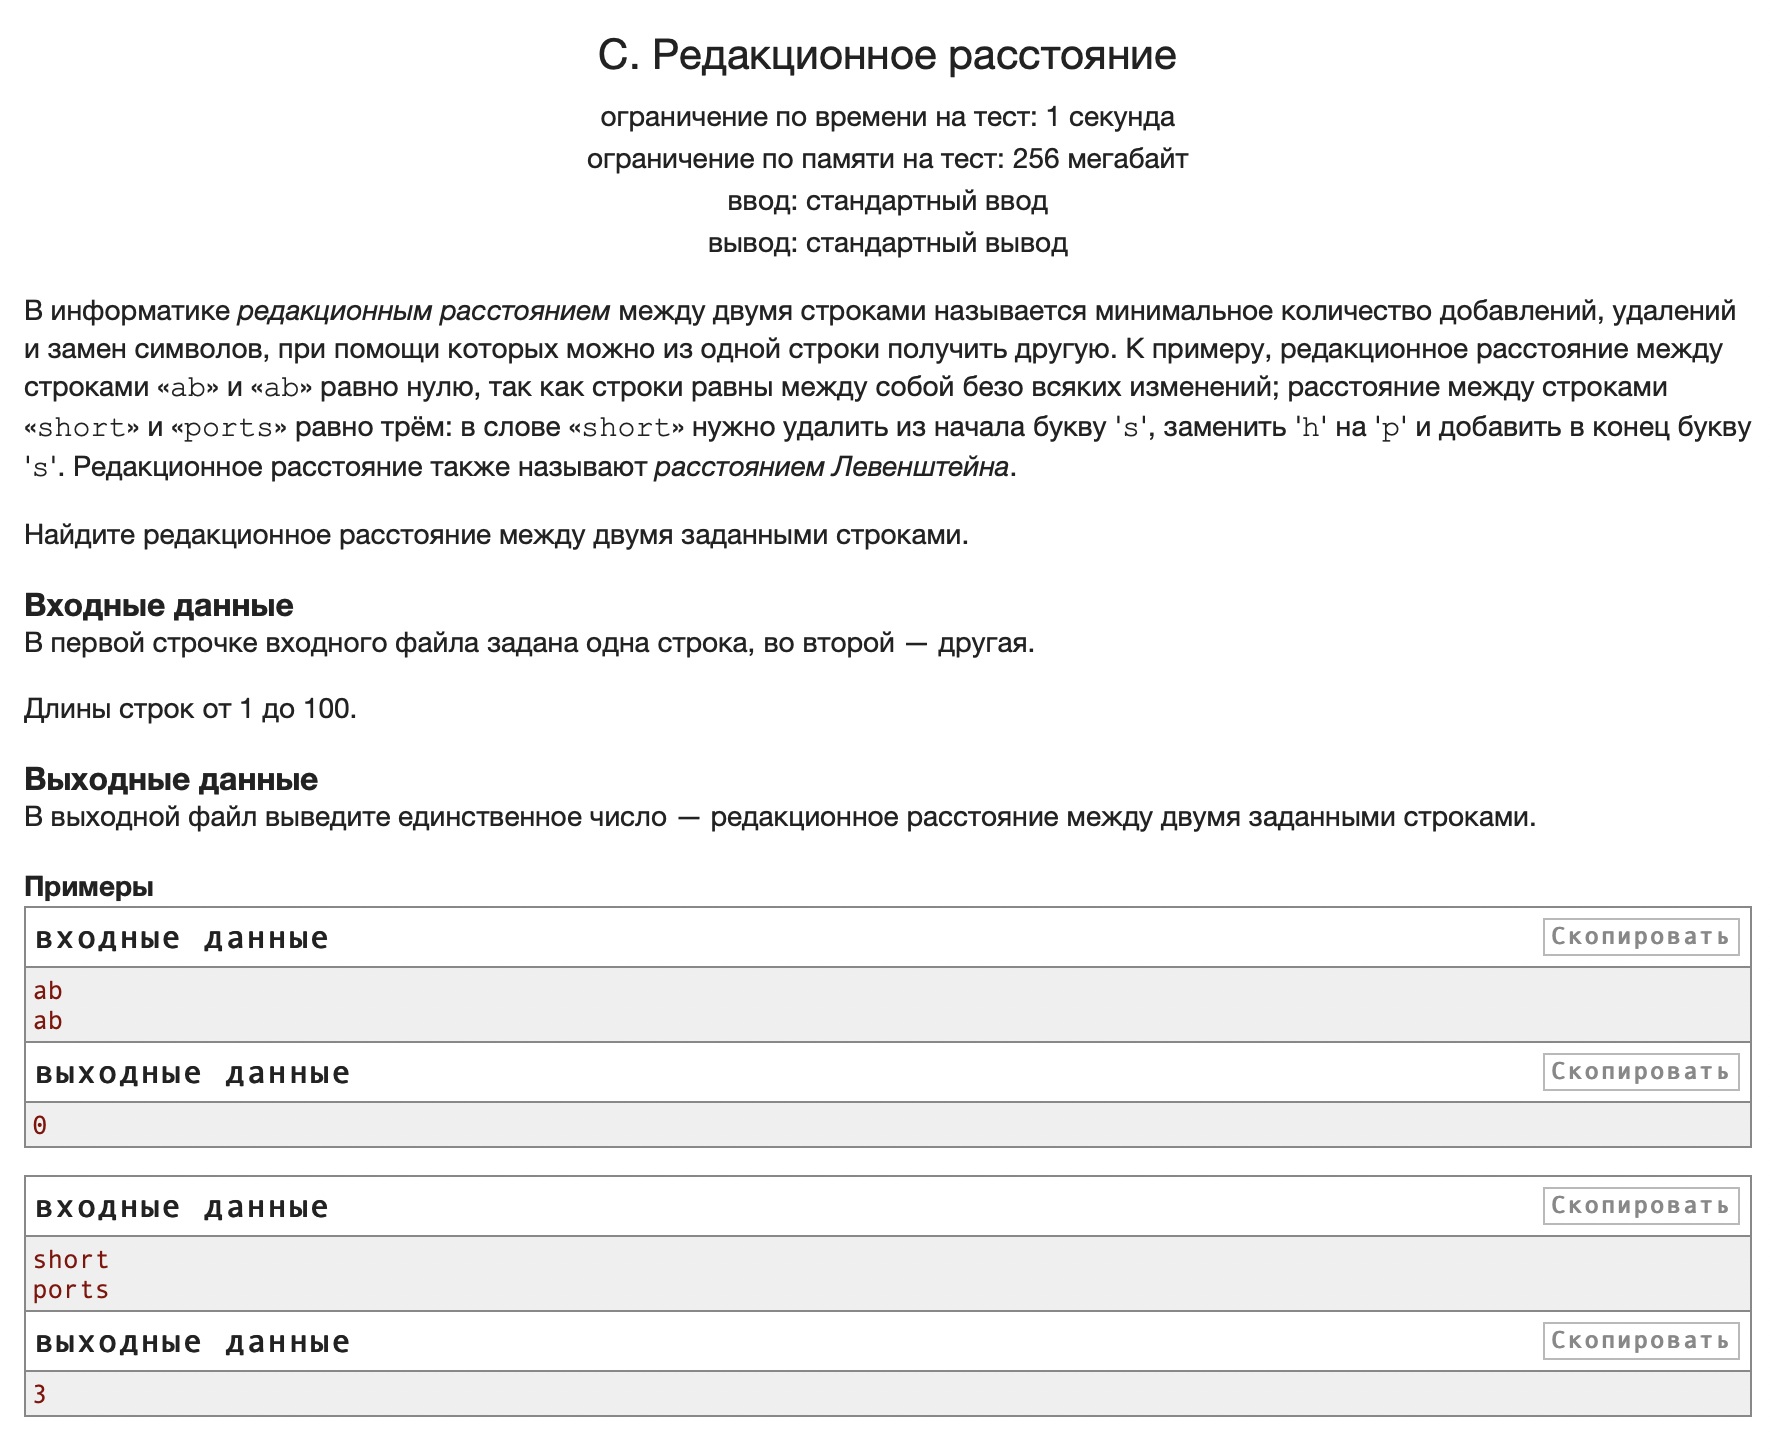 C. Редакционное расстояние
ограничение по времени на тест: 1 секунда
ограничение по памяти на тест: 256 мегабайт
ввод: стандартный ввод
вывод: стандартный вывод
В информатике редакционным расстоянием между двумя строками называется минимальное количество добавлений, удалений
и замен символов, при помощи которых можно из одной строки получить другую. К примеру, редакционное расстояние между
строками «ab» и «ab» равно нулю, так как строки равны между собой безо всяких изменений; расстояние между строками
«short» и «ports» равно трём: в слове «short» нужно удалить из начала букву 's', заменить 'h' на 'p' и добавить в конец букву
's'. Редакционное расстояние также называют расстоянием Левенштейна.
Найдите редакционное расстояние между двумя заданными строками.
Входные данные
В первой строчке входного файла задана одна строка, во второй — другая.
Длины строк от 1 до 100.
Выходные данные
В выходной файл выведите единственное число — редакционное расстояние между двумя заданными строками.
Примеры
входные данные Скопировать
ab
ab
выходные данные Скопировать
0
входные данные Скопировать
short
ports
выходные данные Скопировать
3